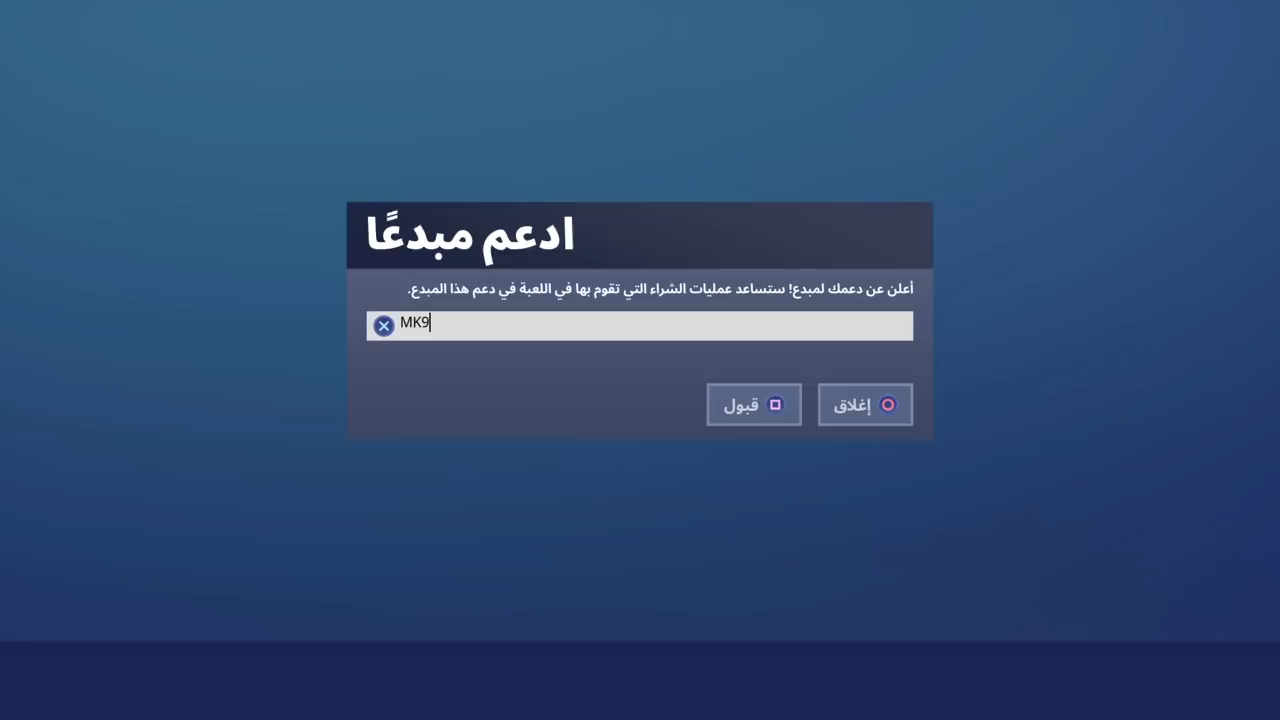 ادعم مبدعًا
أعلن عن دعمك لمبدع! ستساعد عمليات الشراء التي تقوم بها في اللعبة في دعم هذا المبدع.
MK9
إغلاق
قبول